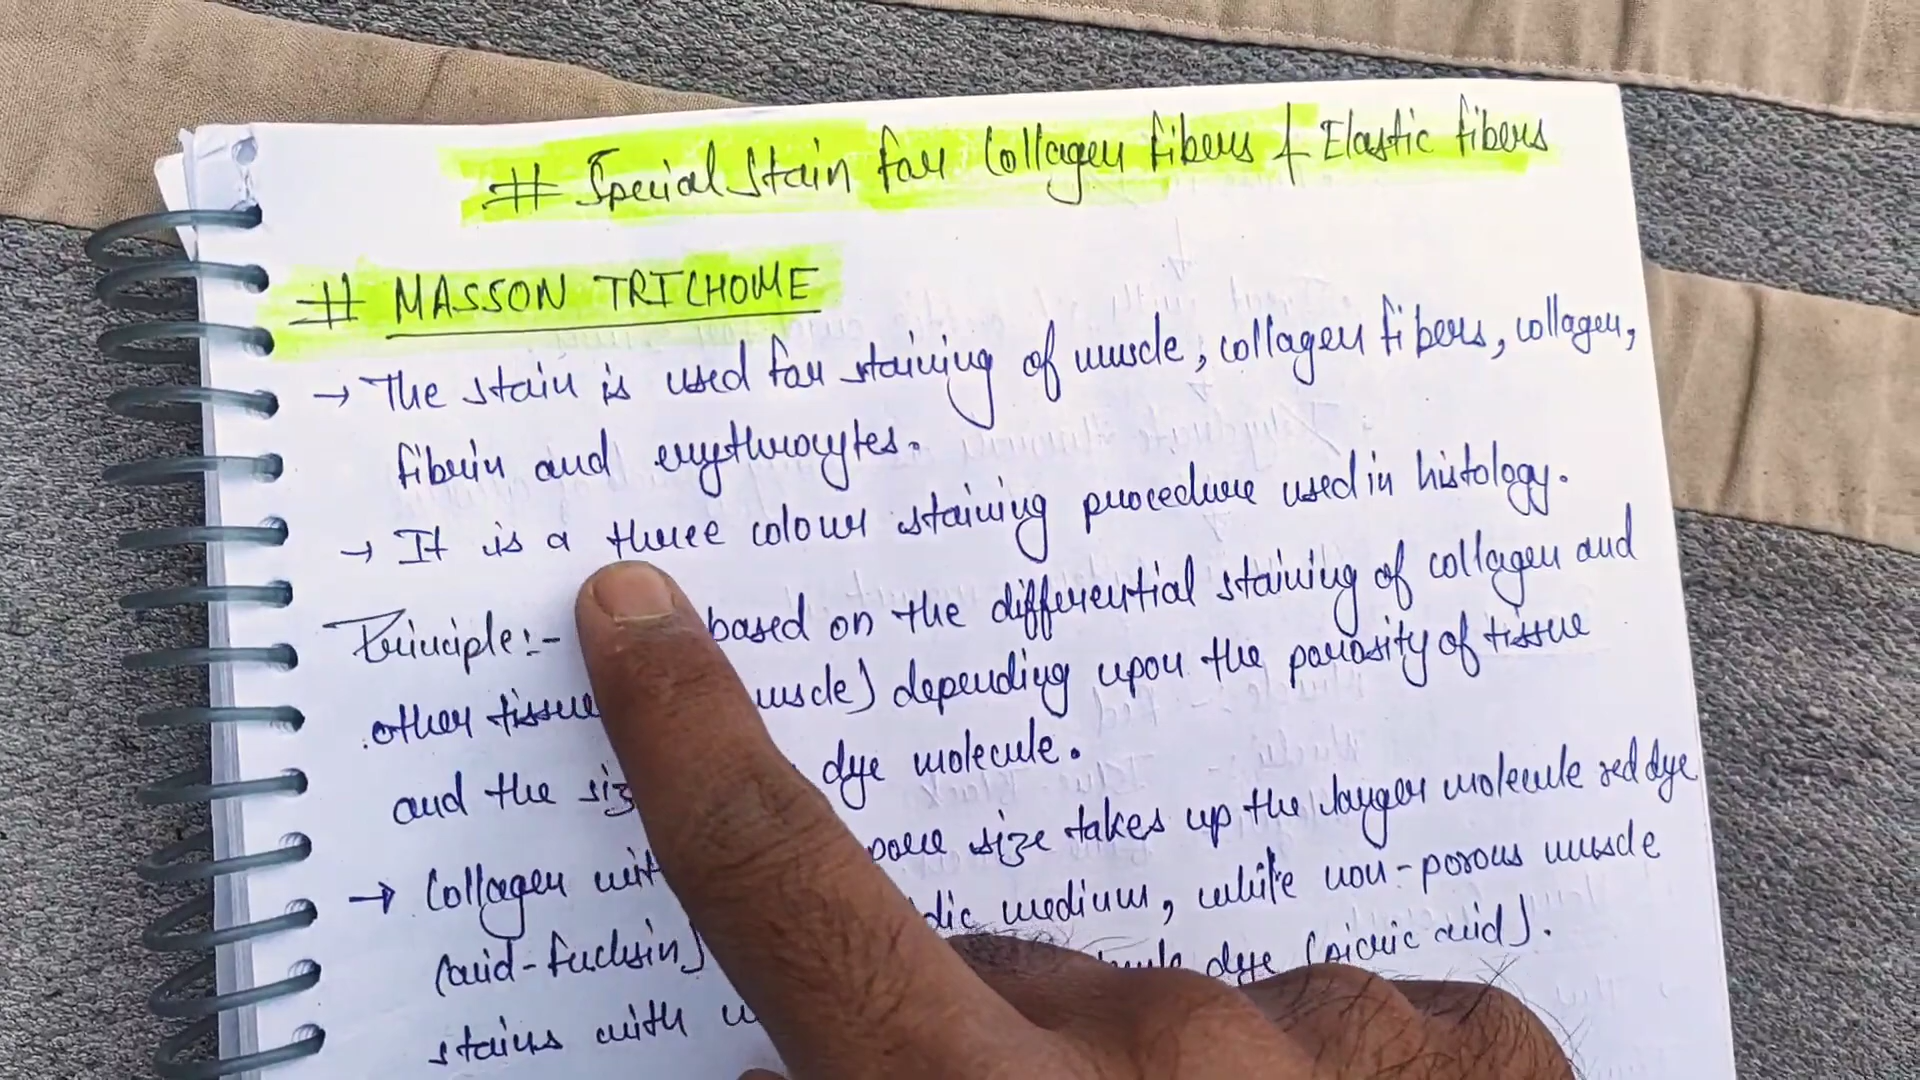 # Special Stain for Collagen fibers & Elastic fibers
# MASSON TRICHOME
→ The stain is used for staining of muscle, collagen fibers, collagen,
fibrin and erythrocytes.
→ It is a three colour staining procedure used in histology.
Principle:- based on the differential staining of collagen and
other tissue depending upon the porosity of tissue
and the dye molecule.
→ Collagen pore size takes up the larger molecule red dye
(acid-fuchsin) medium, while non-porous muscle
stains with dye (picric acid).